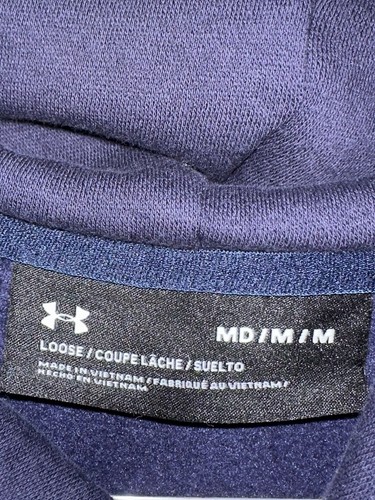 MD/M/M
LOOSE/COUPE LÂCHE/SUELTO
MADE IN VIETNAM/FABRIQUÉ AU VIETNAM/
HECHO EN VIETNAM